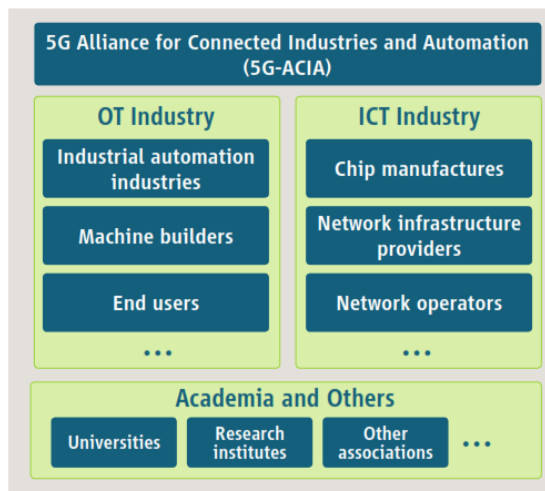 5G Alliance for Connected Industries and Automation
(5G-ACIA)
OT Industry
Industrial automation
industries
Machine builders
End users
...
ICT Industry
Chip manufactures
Network infrastructure
providers
Network operators
...
Academia and Others
Universities
Research
institutes
Other
associations
...